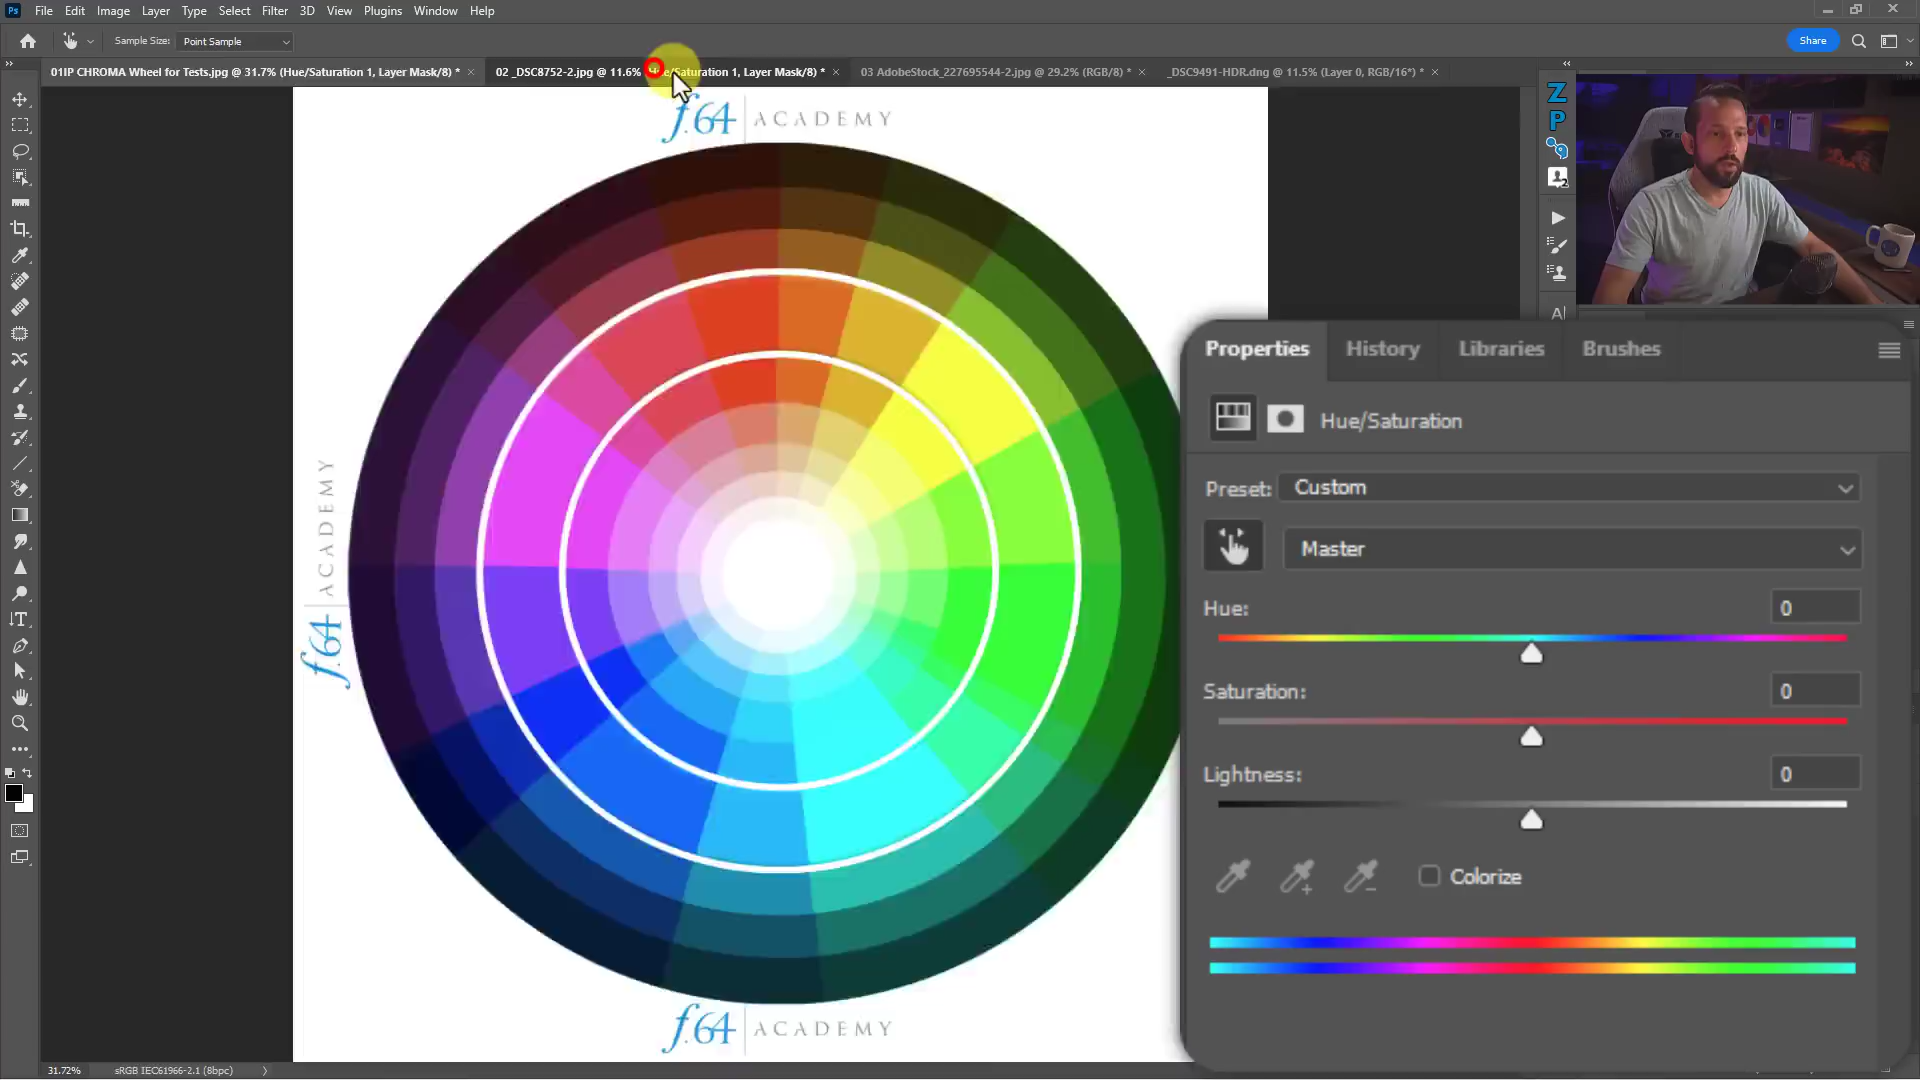 Ps File Edit Image Layer Type Select Filter 3D View Plugins Window Help
Sample Size: Point Sample Share
01IP CHROMA Wheel for Tests.jpg @ 31.7% (Hue/Saturation 1, Layer Mask/8) * 02 _DSC8752-2.jpg @ 11.6% Hue/Saturation 1, Layer Mask/8) * 03 AdobeStock_227695544-2.jpg @ 29.2% (RGB/8) * _DSC9491-HDR.dng @ 11.5% (Layer 0, RGB/16*) *
f.64 ACADEMY
ZP
f.64 ACADEMY
Properties History Libraries Brushes
Hue/Saturation
Preset: Custom
Master
Hue: 0
Saturation: 0
Lightness: 0
Colorize
f.64 ACADEMY
31.72% sRGB IEC61966-2.1 (8bpc)